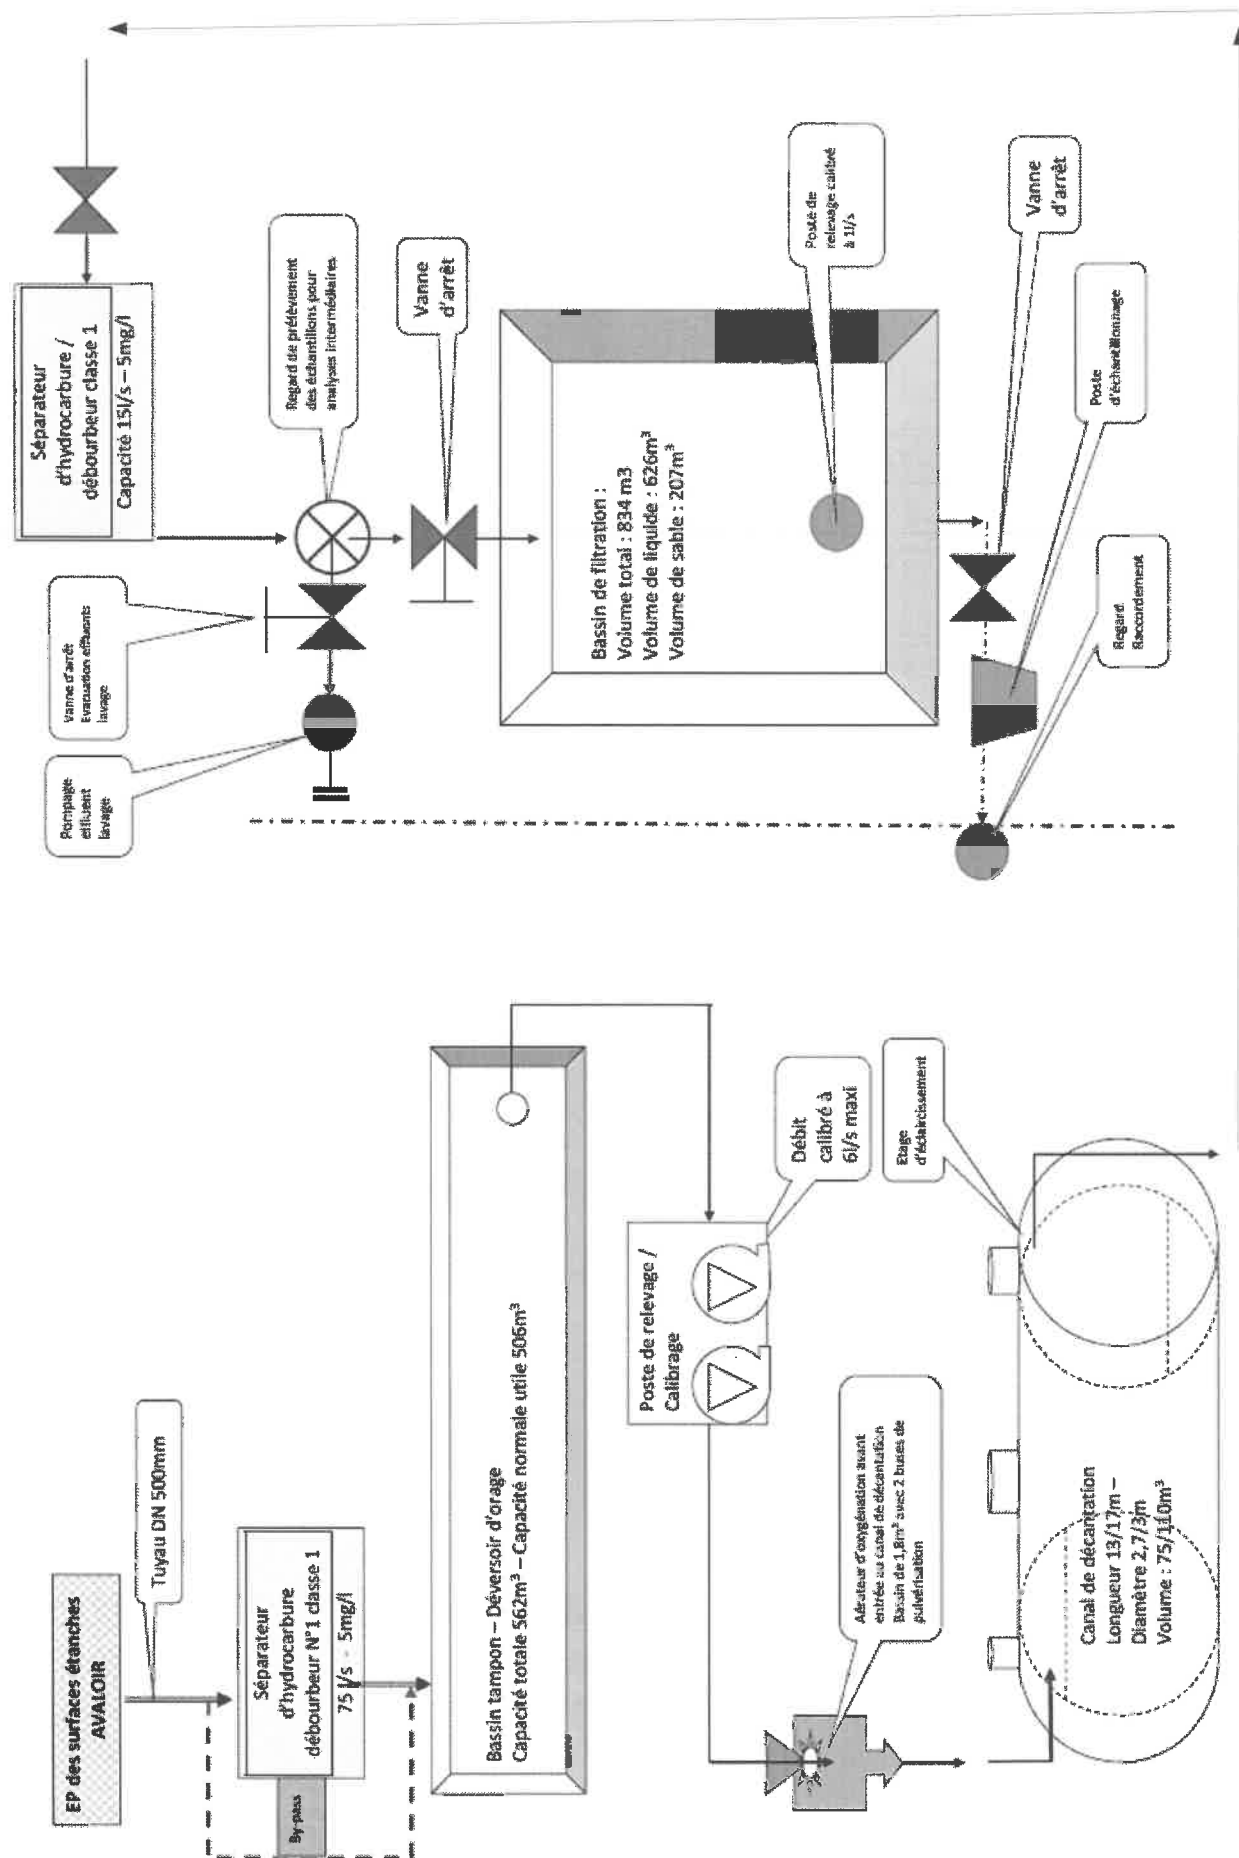 EP des surfaces étanches
AVALOIR
Tuyau DN 500mm
Séparateur
d'hydrocarbure
débourbeur N°1 classe 1
75 l/s - 5mg/l
By-pass
Bassin tampon – Déversoir d'orage
Capacité totale 562m³ – Capacité normale utile 506m³
Poste de relevage /
Calibrage
Débit
calibré à
6l/s maxi
Aérateur d'oxygénation avant
entrée au canal de décantation
Bassin de 1,8m³ avec 2 buses de
pulvérisation
Etage
d'éclaircissement
Canal de décantation
Longueur 13/17m –
Diamètre 2,7/3m
Volume : 75/110m³
Séparateur
d'hydrocarbure /
débourbeur classe 1
Capacité 15l/s – 5mg/l
Regard de prélèvement
des échantillons pour
analyses intermédiaires
Vanne
d'arrêt
Vanne d'arrêt
Evacuation effluents
lavage
Pompage
effluent
lavage
Bassin de filtration :
Volume total : 834 m3
Volume de liquide : 626m³
Volume de sable : 207m³
Poste de
relevage calibré
à 1l/s
Vanne
d'arrêt
Poste
d'échantillonnage
Regard
Raccordement